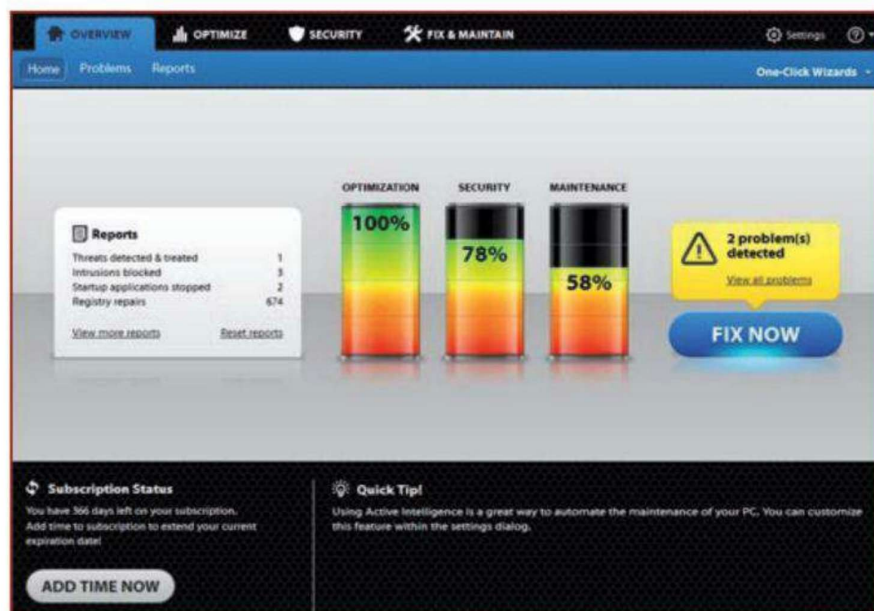 OVERVIEW OPTIMIZE SECURITY FIX & MAINTAIN Settings ?
Home Problems Reports One-Click Wizards
OPTIMIZATION SECURITY MAINTENANCE
100%
78%
58%
Reports
Threats detected & treated 1
Intrusions blocked 3
Startup applications stopped 2
Registry repairs 674
View more reports Reset reports
2 problem(s)
detected
View all problems
FIX NOW
Subscription Status
You have 366 days left on your subscription.
Add time to subscription to extend your current
expiration date!
ADD TIME NOW
Quick Tip!
Using Active Intelligence is a great way to automate the maintenance of your PC. You can customize
this feature within the settings dialog.